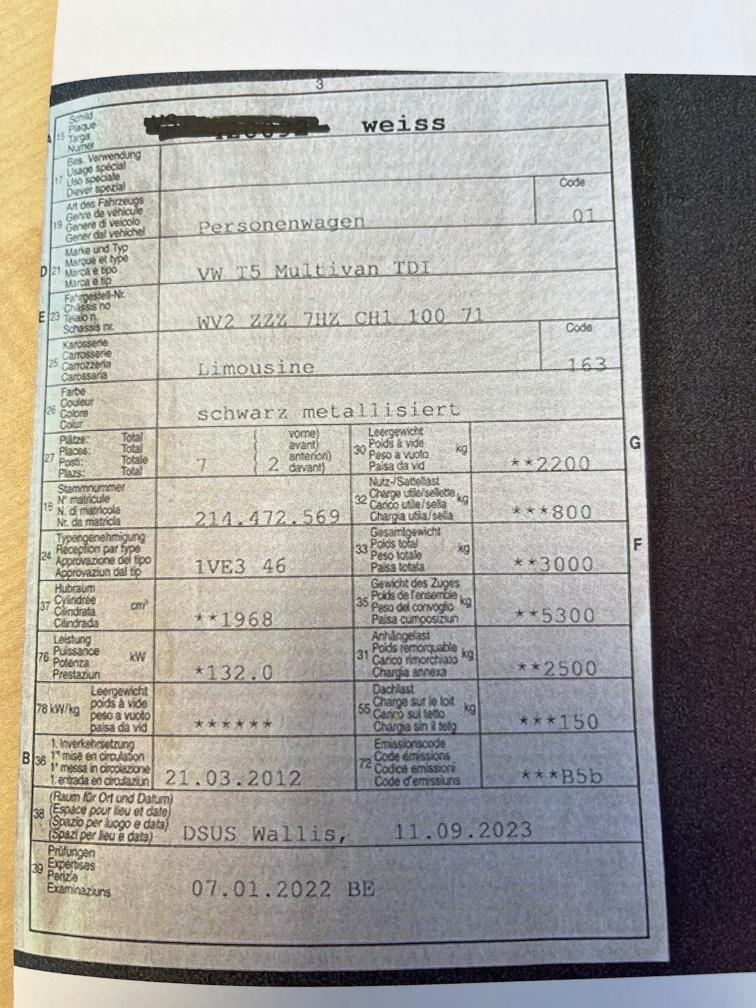 3
A 15 Schild
Plaque
Targa
Numer
weiss
17 Bes. Verwendung
Usage spécial
Uso speciale
Diever spezial
19 Art des Fahrzeugs
Genre de véhicule
Genere di veicolo
Gener dal vehichel
Personenwagen
Code
01
D 21 Marke und Typ
Marque et type
Marca e tipo
Marca e tip
VW T5 Multivan TDI
E 23 Fahrgestell-Nr.
Châssis no
Telaio n.
Schassis nr.
WV2 ZZZ 7HZ CH1 100 71
25 Karosserie
Carrosserie
Carrozzeria
Carossaria
Limousine
Code
163
26 Farbe
Couleur
Colore
Colur
schwarz metallisiert
27 Plätze: Total
Places: Total
Posti: Totale
Plazs: Total
7 ( 2 vorne)
( avant)
( anteriori)
( davant)
30 Leergewicht
Poids à vide
Peso a vuoto
Paisa da vid
kg
**2200
G
18 Stammnummer
N° matricule
N. di matricola
Nr. da matricla
214.472.569
32 Nutz-/Sattellast
Charge utile/sellette
Carico utile/sella
Chargia utila/sella
kg
***800
24 Typengenehmigung
Réception par type
Approvazione del tipo
Approvaziun dal tip
1VE3 46
33 Gesamtgewicht
Poids total
Peso totale
Paisa totala
kg
**3000
F
37 Hubraum
Cylindrée
Cilindrata
Cilindrada
cm³
**1968
35 Gewicht des Zuges
Poids de l'ensemble
Peso del convoglio
Paisa cumposiziun
kg
**5300
76 Leistung
Puissance
Potenza
Prestaziun
kW
*132.0
31 Anhängelast
Poids remorquable
Carico rimorchiato
Chargia annexa
kg
**2500
78 kW/kg Leergewicht
poids à vide
peso a vuoto
paisa da vid
******
55 Dachlast
Charge sur le toit
Carico sul tetto
Chargia sin il tetg
kg
***150
B 36 1. Inverkehrsetzung
1re mise en circulation
1a messa in circolazione
1. entrada en circulaziun
21.03.2012
72 Emissionscode
Code émissions
Codice emissioni
Code d'emissiuns
***B5b
38 (Raum für Ort und Datum)
(Espace pour lieu et date)
(Spazio per luogo e data)
(Spazi per lieu e data)
DSUS Wallis, 11.09.2023
39 Prüfungen
Expertises
Perizie
Examinaziuns
07.01.2022 BE